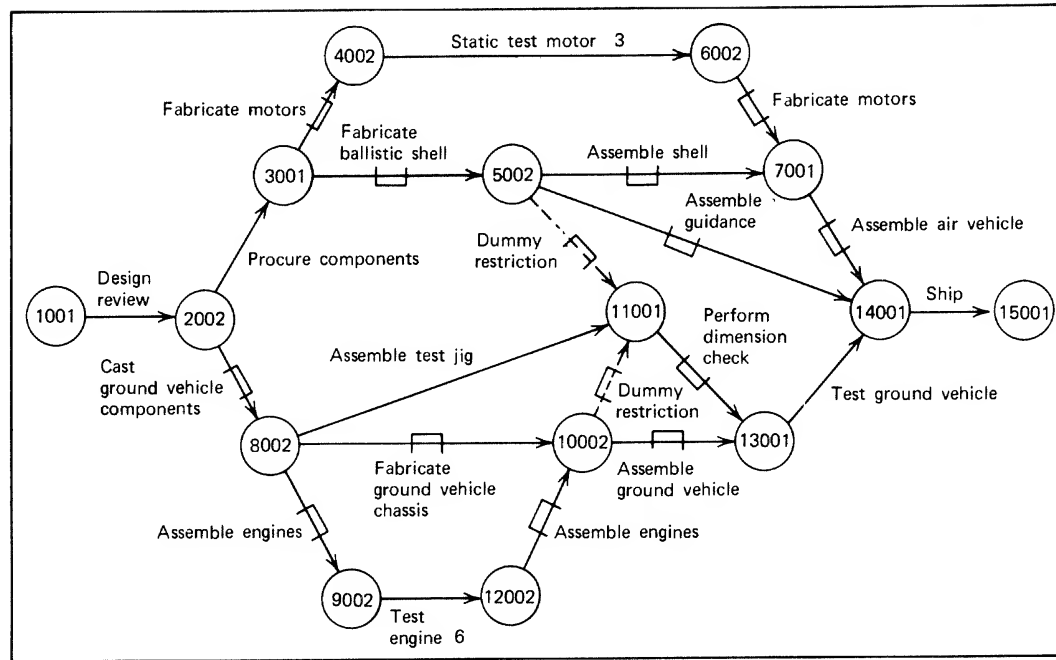 4002
Static test motor 3
6002
Fabricate motors
Fabricate motors
Fabricate
ballistic shell
Assemble shell
3001
5002
7001
Assemble
guidance
Assemble air vehicle
Dummy
restriction
Procure components
Design
review
1001
2002
11001
14001
Ship
15001
Perform
dimension
check
Assemble test jig
Cast
ground vehicle
components
Dummy
restriction
Test ground vehicle
8002
10002
13001
Fabricate
ground vehicle
chassis
Assemble
ground vehicle
Assemble engines
Assemble engines
9002
12002
Test
engine 6